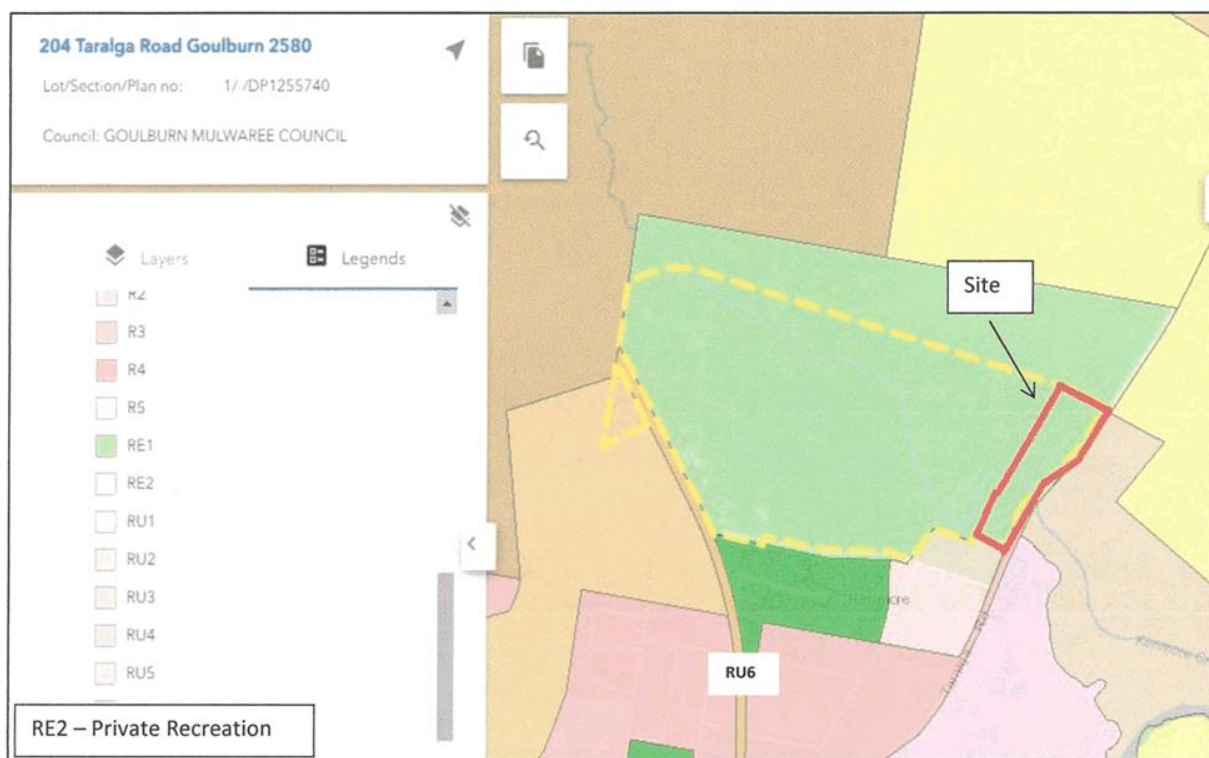 204 Taralga Road Goulburn 2580
Lot/Section/Plan no: 1/-/DP1255740
Council: GOULBURN MULWAREE COUNCIL
Layers
Legends
R2
R3
R4
R5
RE1
RE2
RU1
RU2
RU3
RU4
RU5
RE2 – Private Recreation
Site
Kenmore
RU6